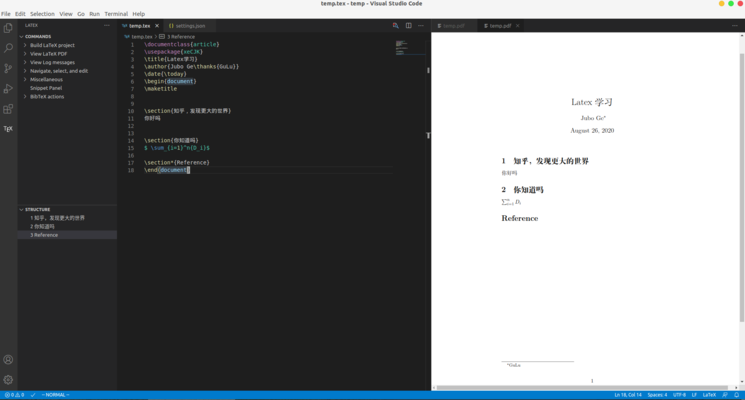 temp.tex - temp - Visual Studio Code
File Edit Selection View Go Run Terminal Help
LATEX
COMMANDS
Build LaTeX project
View LaTeX PDF
View Log messages
Navigate, select, and edit
Miscellaneous
Snippet Panel
BibTeX actions
STRUCTURE
1 知乎，发现更大的世界
2 你知道吗
3 Reference
temp.tex
settings.json
temp.tex > 3 Reference
1 \documentclass{article}
2 \usepackage{xeCJK}
3 \title{Latex学习}
4 \author{Jubo Ge\thanks{GuLu}}
5 \date{\today}
6 \begin{document}
7 \maketitle
8
9
10 \section{知乎，发现更大的世界}
11 你好吗
12
13
14 \section{你知道吗}
15 $ \sum_{i=1}^n{D_i}$
16
17 \section*{Reference}
18 \end{document}
temp.pdf
temp.pdf
Latex 学习
Jubo Ge*
August 26, 2020
1 知乎，发现更大的世界
你好吗
2 你知道吗
∑ⁿᵢ₌₁ Dᵢ
Reference
*GuLu
1
0 0
-- NORMAL --
Ln 18, Col 14 Spaces: 4 UTF-8 LF LaTeX